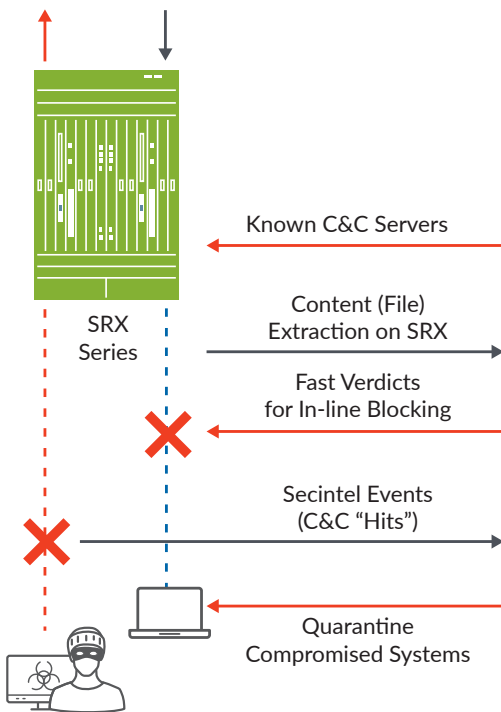 Known C&C Servers
SRX
Series
Content (File)
Extraction on SRX
Fast Verdicts
for In-line Blocking
Secintel Events
(C&C “Hits”)
Quarantine
Compromised Systems